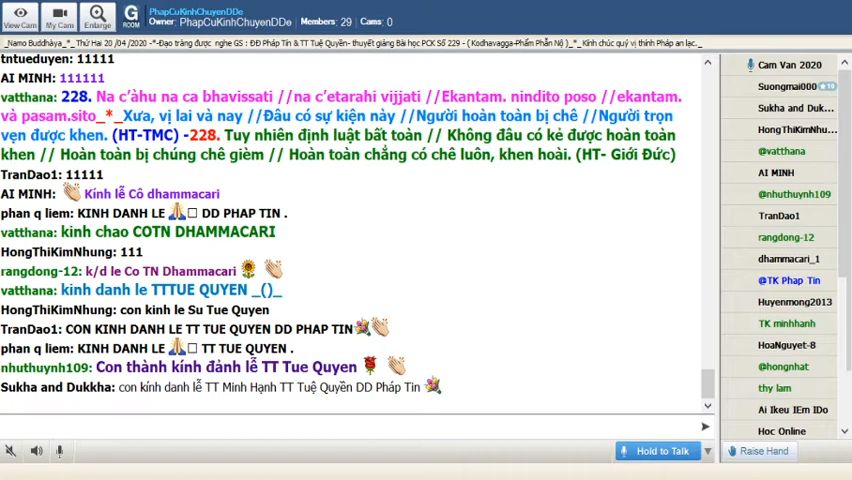 View Cam
My Cam
Enlarge
G
ROOM
PhapCuKinhChuyenDDe
Owner: PhapCuKinhChuyenDDe Members: 29 Cams: 0
_Namo Buddhàya_*_ Thứ Hai 20 /04 /2020 -*-Đạo tràng được nghe GS : ĐĐ Pháp Tín & TT Tuệ Quyền- thuyết giảng Bài học PCK Số 229 - ( Kodhavagga-Phẩm Phẫn Nộ )_*_ Kính chúc quý vị thính Pháp an lạc._
tntueduyen: 11111
AI MINH: 111111
vatthana: 228. Na c’àhu na ca bhavissati //na c’etarahi vijjati //Ekantam. nindito poso //ekantam.
và pasam.sito_*_Xưa, vị lai và nay //Đâu có sự kiện này //Người hoàn toàn bị chê //Người trọn
vẹn được khen. (HT-TMC) -228. Tuy nhiên định luật bất toàn // Không đâu có kẻ được hoàn toàn
khen // Hoàn toàn bị chúng chê gièm // Hoàn toàn chẳng có chê luôn, khen hoài. (HT- Giới Đức)
TranDao1: 11111
AI MINH: Kính lễ Cô dhammacari
phan q liem: KINH DANH LE DD PHAP TIN .
vatthana: kinh chao COTN DHAMMACARI
HongThiKimNhung: 111
rangdong-12: k/d le Co TN Dhammacari
vatthana: kinh danh le TTTUE QUYEN _()_
HongThiKimNhung: con kinh le Su Tue Quyen
TranDao1: CON KINH DANH LE TT TUE QUYEN DD PHAP TIN
phan q liem: KINH DANH LE TT TUE QUYEN .
nhuthuynh109: Con thành kính đảnh lễ TT Tue Quyen
Sukha and Dukkha: con kính danh lễ TT Minh Hạnh TT Tuệ Quyền DD Pháp Tin
Hold to Talk
Cam Van 2020
Suongmai000
Sukha and Duk...
HongThiKimNhu...
@vatthana
AI MINH
@nhuthuynh109
TranDao1
rangdong-12
dhammacari_1
@TK Phap Tin
Huyenmong2013
TK minhhanh
HoaNguyet-8
@hongnhat
thy lam
Ai Ikeu IEm IDo
Hoc Online
Raise Hand